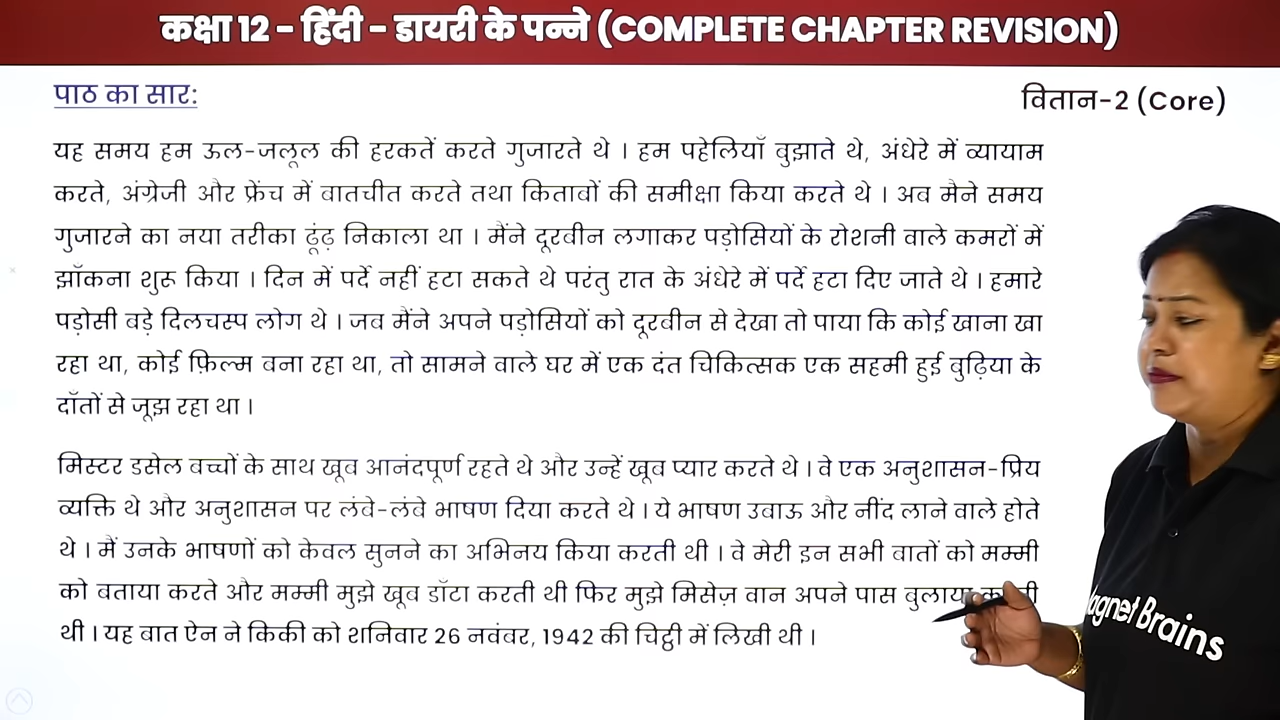 कक्षा 12 - हिंदी - डायरी के पन्ने (COMPLETE CHAPTER REVISION)
पाठ का सार:
वितान-2 (Core)
यह समय हम ऊल-जलूल की हरकतें करते गुजारते थे । हम पहेलियाँ बुझाते थे, अंधेरे में व्यायाम
करते, अंग्रेजी और फ्रेंच में बातचीत करते तथा किताबों की समीक्षा किया करते थे । अब मैने समय
गुजारने का नया तरीका ढूंढ़ निकाला था । मैंने दूरबीन लगाकर पड़ोसियों के रोशनी वाले कमरों में
झाँकना शुरू किया । दिन में पर्दे नहीं हटा सकते थे परंतु रात के अंधेरे में पर्दे हटा दिए जाते थे । हमारे
पड़ोसी बड़े दिलचस्प लोग थे । जब मैंने अपने पड़ोसियों को दूरबीन से देखा तो पाया कि कोई खाना खा
रहा था, कोई फ़िल्म बना रहा था, तो सामने वाले घर में एक दंत चिकित्सक एक सहमी हुई बुढ़िया के
दाँतों से जूझ रहा था ।
मिस्टर डसेल बच्चों के साथ खूब आनंदपूर्ण रहते थे और उन्हें खूब प्यार करते थे । वे एक अनुशासन-प्रिय
व्यक्ति थे और अनुशासन पर लंबे-लंबे भाषण दिया करते थे । ये भाषण उबाऊ और नींद लाने वाले होते
थे । मैं उनके भाषणों को केवल सुनने का अभिनय किया करती थी । वे मेरी इन सभी बातों को मम्मी
को बताया करते और मम्मी मुझे खूब डाँटा करती थी फिर मुझे मिसेज़ वान अपने पास
थी । यह बात ऐन ने किकी को शनिवार 26 नवंबर, 1942 की चिट्ठी में लिखी थी ।
Magnet Brains